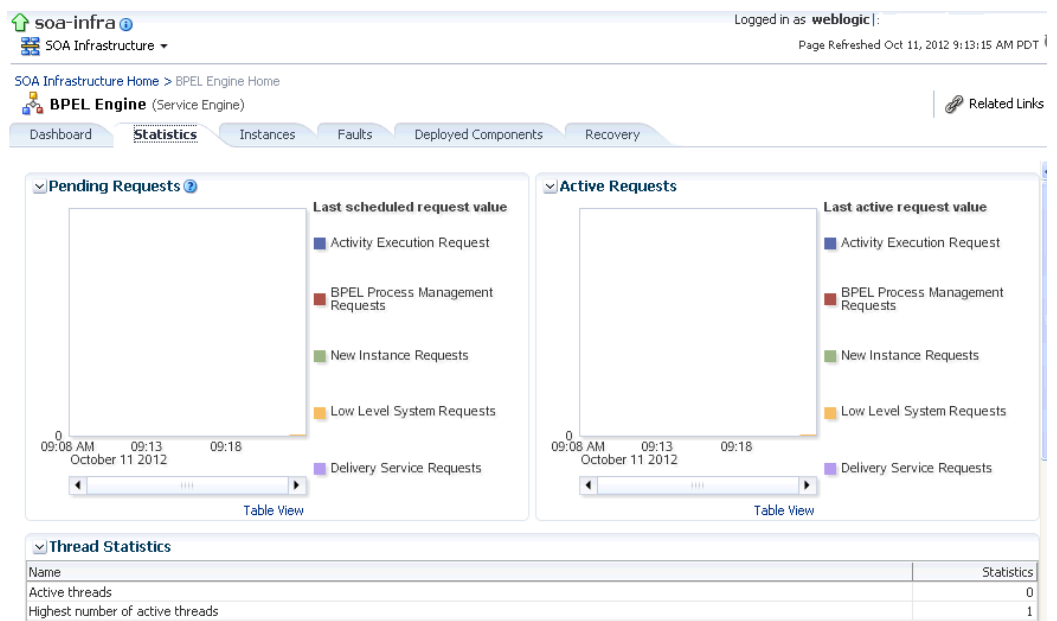 soa-infra
Logged in as weblogic|:
SOA Infrastructure
Page Refreshed Oct 11, 2012 9:13:15 AM PDT
SOA Infrastructure Home > BPEL Engine Home
BPEL Engine (Service Engine)
Related Links
Dashboard Statistics Instances Faults Deployed Components Recovery
Pending Requests
Last scheduled request value
Activity Execution Request
BPEL Process Management
Requests
New Instance Requests
Low Level System Requests
Delivery Service Requests
0
09:08 AM 09:13 09:18
October 11 2012
Table View
Active Requests
Last active request value
Activity Execution Request
BPEL Process Management
Requests
New Instance Requests
Low Level System Requests
Delivery Service Requests
0
09:08 AM 09:13 09:18
October 11 2012
Table View
Thread Statistics
Name Statistics
Active threads 0
Highest number of active threads 1